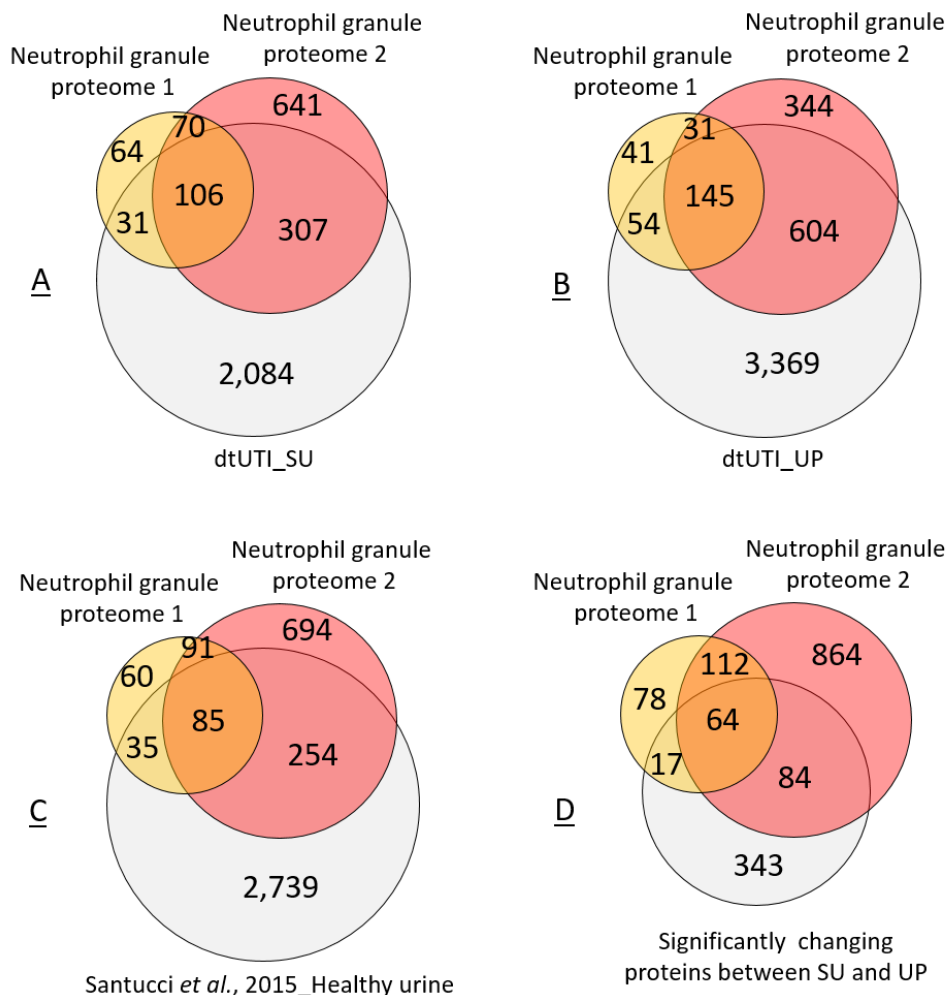 Neutrophil granule
proteome 2
Neutrophil granule
proteome 1
641
70
64
106
31
307
A
2,084
dtUTI_SU
Neutrophil granule
proteome 2
Neutrophil granule
proteome 1
344
31
41
145
54
604
B
3,369
dtUTI_UP
Neutrophil granule
proteome 2
Neutrophil granule
proteome 1
694
91
60
85
35
254
C
2,739
Santucci et al., 2015_Healthy urine
Neutrophil granule
proteome 2
Neutrophil granule
proteome 1
864
112
78
64
17
84
D
343
Significantly changing
proteins between SU and UP